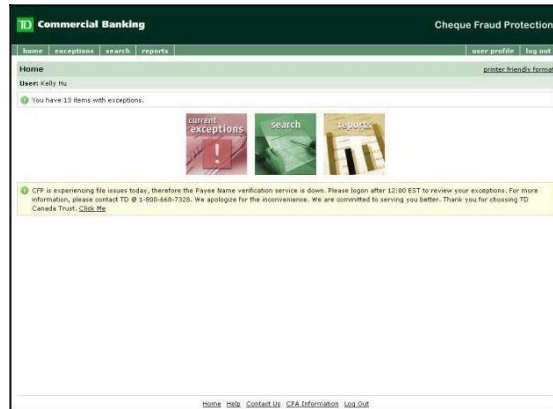 TD Commercial Banking
Cheque Fraud Protection
home exceptions search reports
user profile log out
Home
printer friendly format
User: Kelly Hu
You have 13 items with exceptions.
current exceptions
search
reports
CFP is experiencing file issues today, therefore the Payee Name verification service is down. Please logon after 12:00 EST to review your exceptions. For more
information, please contact TD @ 1-800-668-7328. We apologize for the inconvenience. We are committed to serving you better. Thank you for choosing TD
Canada Trust. Click Me
Home Help Contact Us CPA Information Log Out